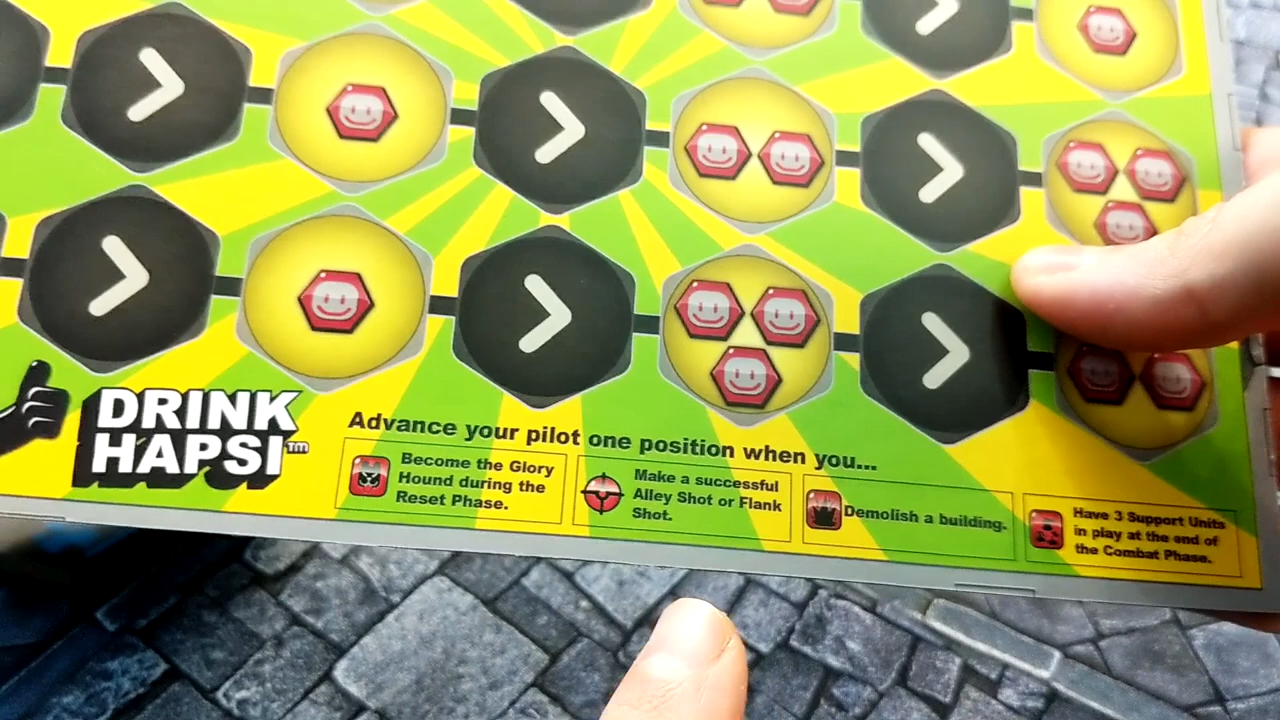 DRINK
HAPSI™
Advance your pilot one position when you...
Become the Glory
Hound during the
Reset Phase.
Make a successful
Alley Shot or Flank
Shot.
Demolish a building.
Have 3 Support Units
in play at the end of
the Combat Phase.